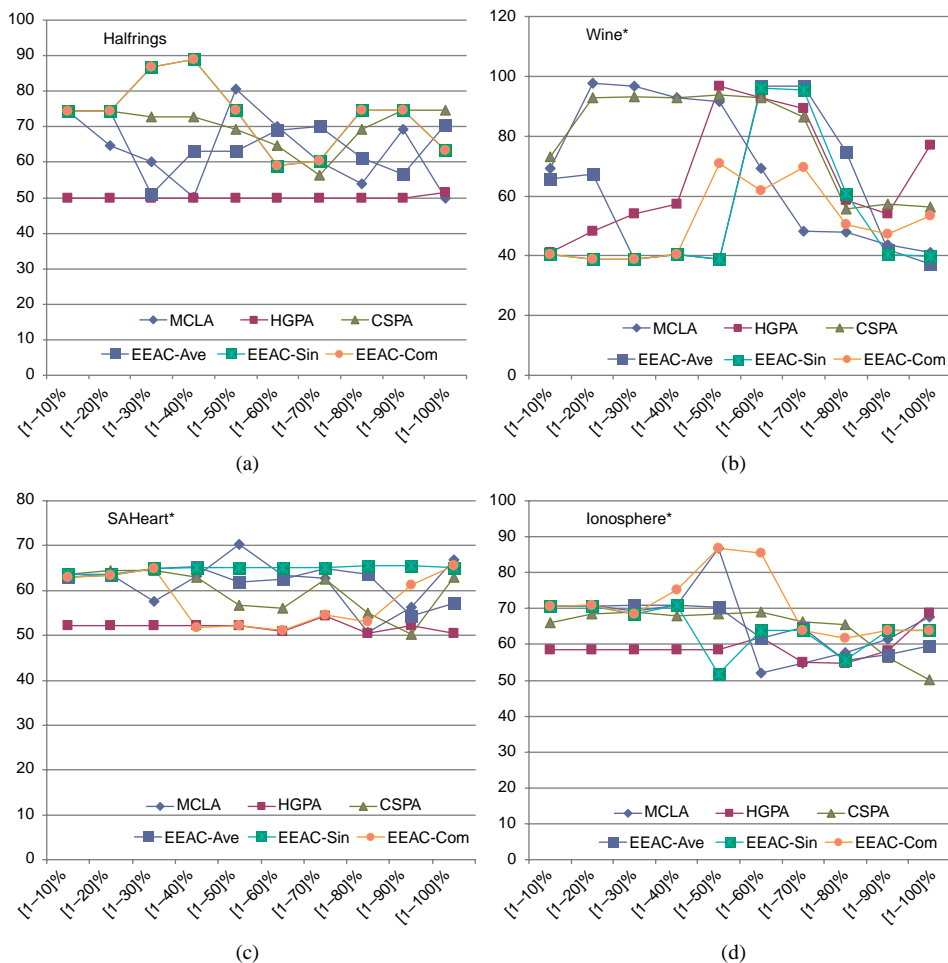 100
90
80
70
60
50
40
30
20
10
0
Halfrings
MCLA HGPA CSPA
EEAC-Ave EEAC-Sin EEAC-Com
[1–10]% [1–20]% [1–30]% [1–40]% [1–50]% [1–60]% [1–70]% [1–80]% [1–90]% [1–100]%
(a)
120
100
80
60
40
20
0
Wine*
MCLA HGPA CSPA
EEAC-Ave EEAC-Sin EEAC-Com
[1–10]% [1–20]% [1–30]% [1–40]% [1–50]% [1–60]% [1–70]% [1–80]% [1–90]% [1–100]%
(b)
80
70
60
50
40
30
20
10
0
SAHeart*
MCLA HGPA CSPA
EEAC-Ave EEAC-Sin EEAC-Com
[1–10]% [1–20]% [1–30]% [1–40]% [1–50]% [1–60]% [1–70]% [1–80]% [1–90]% [1–100]%
(c)
100
90
80
70
60
50
40
30
20
10
0
Ionosphere*
MCLA HGPA CSPA
EEAC-Ave EEAC-Sin EEAC-Com
[1–10]% [1–20]% [1–30]% [1–40]% [1–50]% [1–60]% [1–70]% [1–80]% [1–90]% [1–100]%
(d)